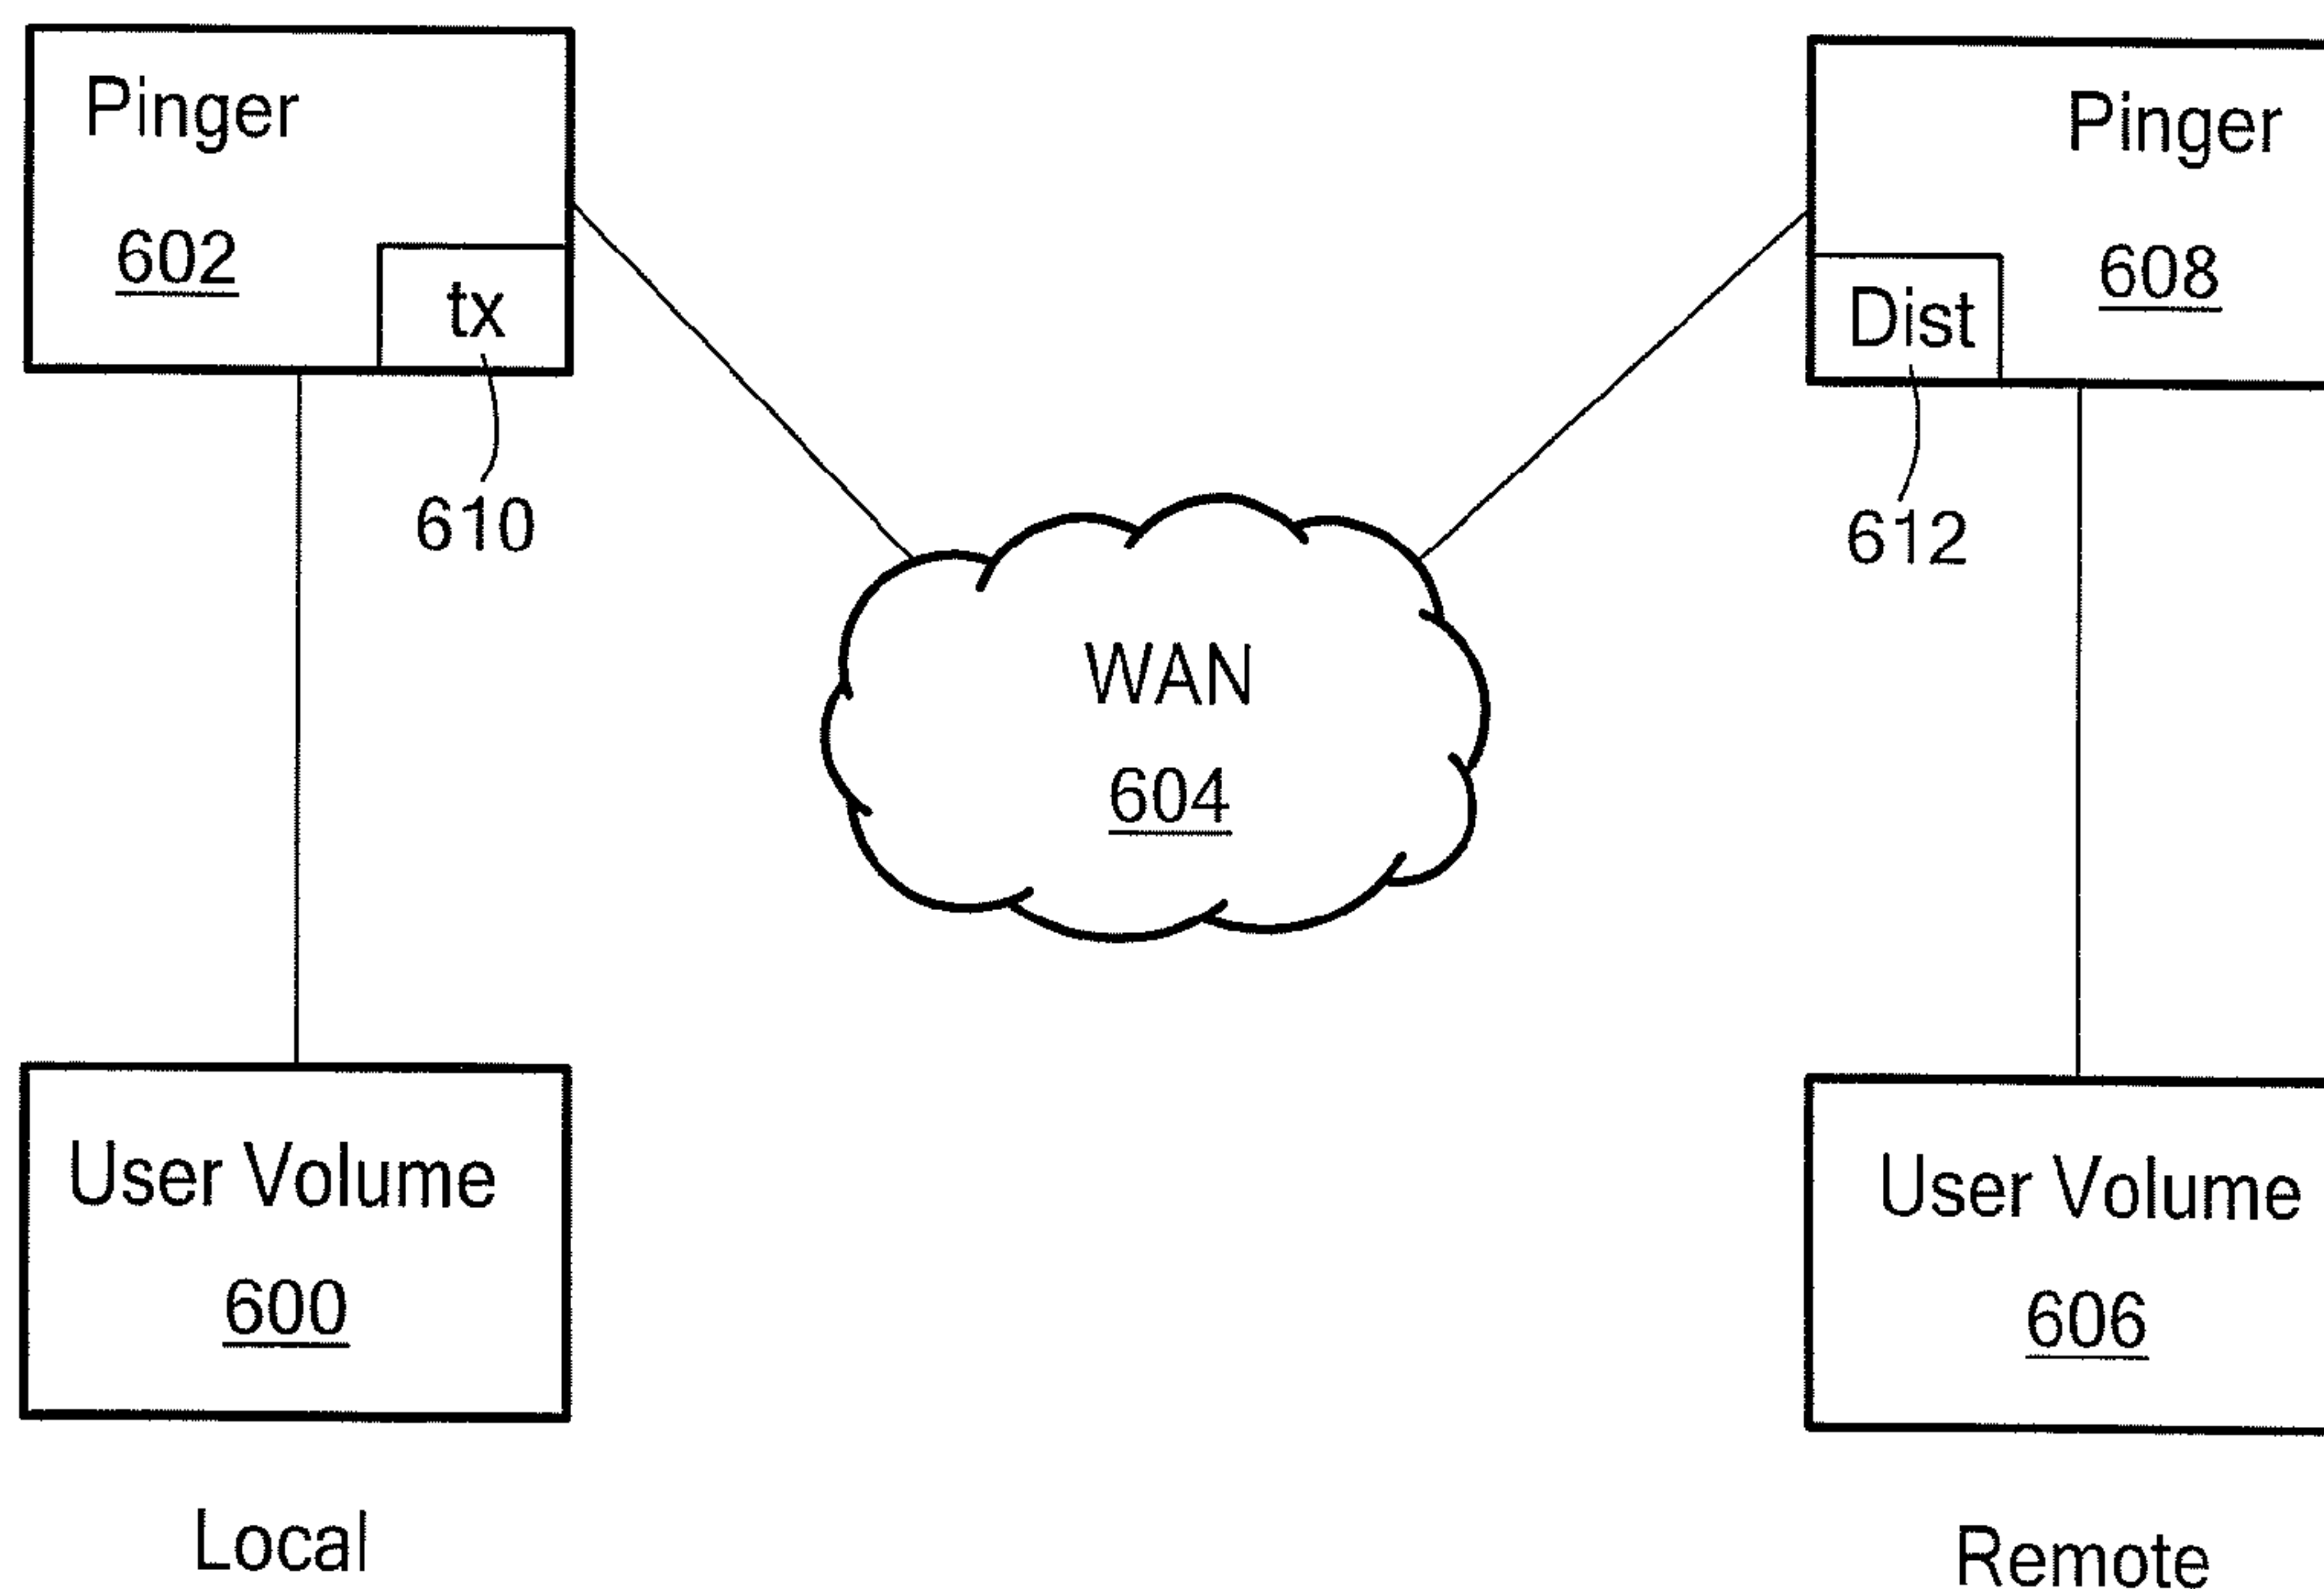 Pinger
602
tx
610
Pinger
608
Dist
612
WAN
604
User Volume
600
User Volume
606
Local
Remote